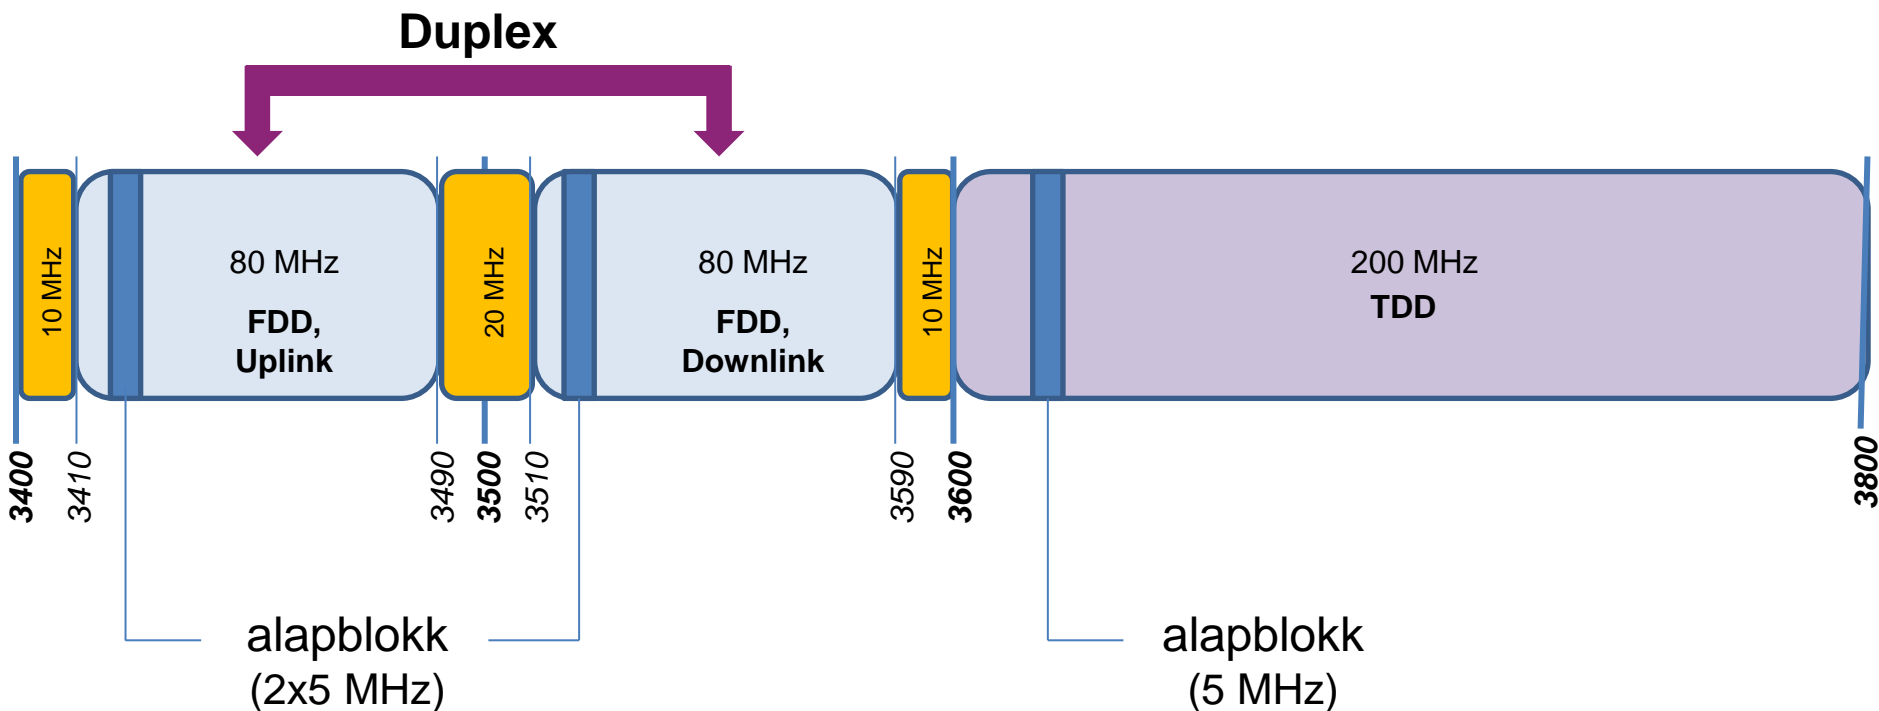 Duplex
10 MHz
80 MHz
FDD,
Uplink
20 MHz
80 MHz
FDD,
Downlink
10 MHz
200 MHz
TDD
3400
3410
3490
3500
3510
3590
3600
3800
alapblokk
(2x5 MHz)
alapblokk
(5 MHz)